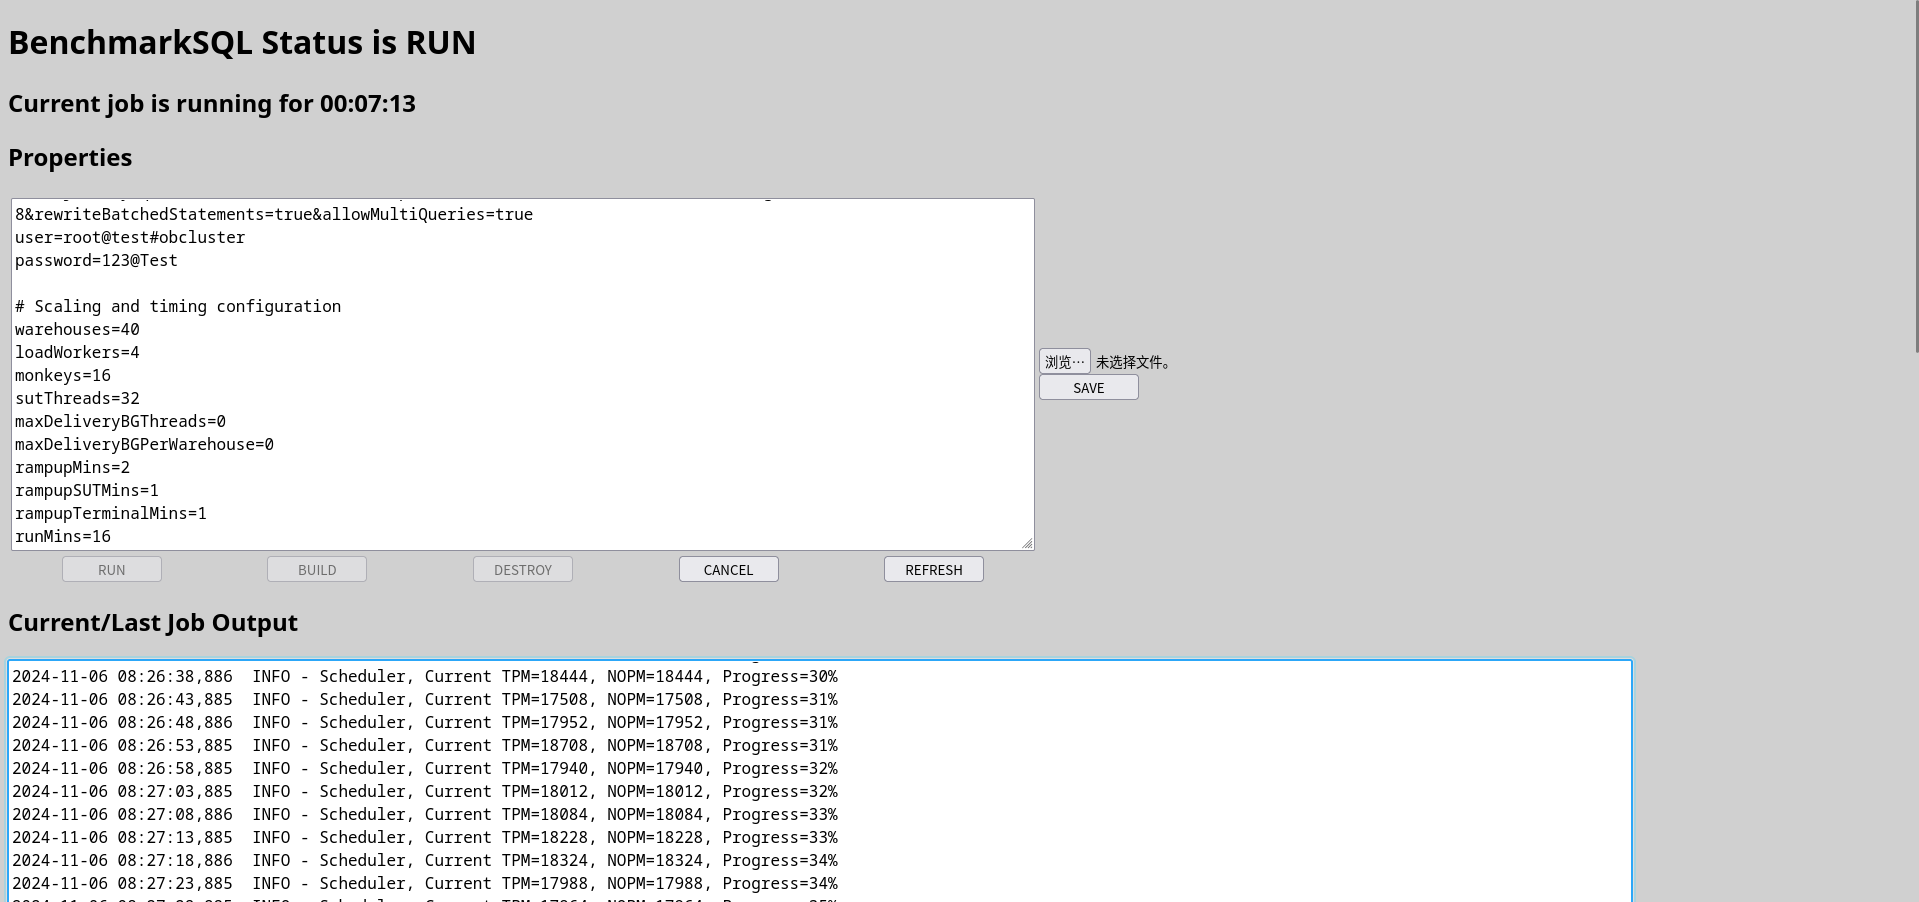 BenchmarkSQL Status is RUN
Current job is running for 00:07:13
Properties
8&rewriteBatchedStatements=true&allowMultiQueries=true
user=root@test#obcluster
password=123@Test
# Scaling and timing configuration
warehouses=40
loadWorkers=4
monkeys=16
sutThreads=32
maxDeliveryBGThreads=0
maxDeliveryBGPerWarehouse=0
rampupMins=2
rampupSUTMins=1
rampupTerminalMins=1
runMins=16
浏览… 未选择文件。
SAVE
RUN BUILD DESTROY CANCEL REFRESH
Current/Last Job Output
2024-11-06 08:26:38,886  INFO - Scheduler, Current TPM=18444, NOPM=18444, Progress=30%
2024-11-06 08:26:43,885  INFO - Scheduler, Current TPM=17508, NOPM=17508, Progress=31%
2024-11-06 08:26:48,886  INFO - Scheduler, Current TPM=17952, NOPM=17952, Progress=31%
2024-11-06 08:26:53,885  INFO - Scheduler, Current TPM=18708, NOPM=18708, Progress=31%
2024-11-06 08:26:58,885  INFO - Scheduler, Current TPM=17940, NOPM=17940, Progress=32%
2024-11-06 08:27:03,885  INFO - Scheduler, Current TPM=18012, NOPM=18012, Progress=32%
2024-11-06 08:27:08,886  INFO - Scheduler, Current TPM=18084, NOPM=18084, Progress=33%
2024-11-06 08:27:13,885  INFO - Scheduler, Current TPM=18228, NOPM=18228, Progress=33%
2024-11-06 08:27:18,886  INFO - Scheduler, Current TPM=18324, NOPM=18324, Progress=34%
2024-11-06 08:27:23,885  INFO - Scheduler, Current TPM=17988, NOPM=17988, Progress=34%